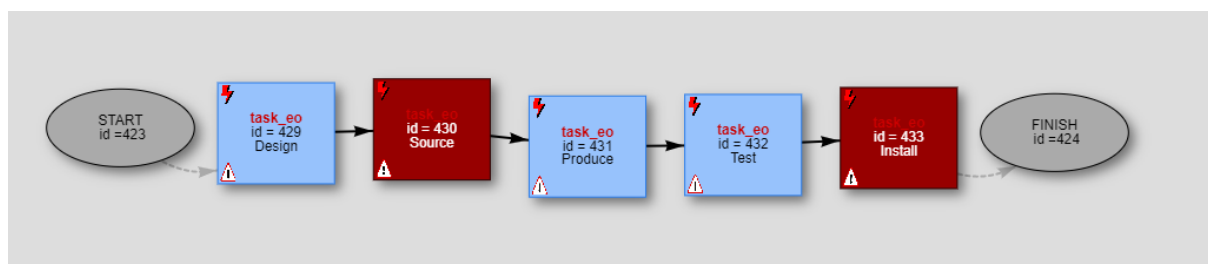 START
id =423
task_eo
id = 429
Design
task_eo
id = 430
Source
task_eo
id = 431
Produce
task_eo
id = 432
Test
task_eo
id = 433
Install
FINISH
id =424